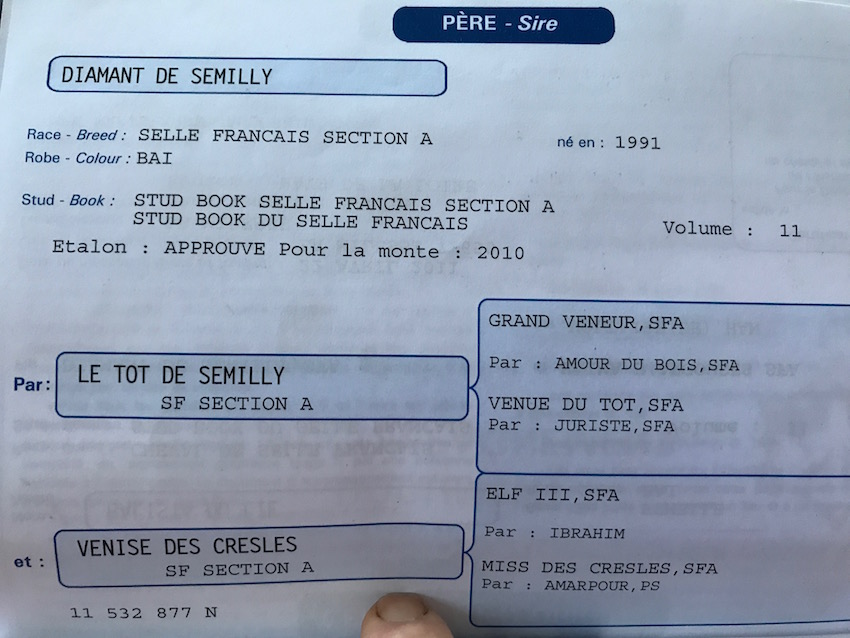 PÈRE - Sire
DIAMANT DE SEMILLY
Race - Breed : SELLE FRANCAIS SECTION A né en : 1991
Robe - Colour : BAI
Stud - Book : STUD BOOK SELLE FRANCAIS SECTION A
STUD BOOK DU SELLE FRANCAIS
Volume : 11
Etalon : APPROUVE Pour la monte : 2010
GRAND VENEUR,SFA
Par : AMOUR DU BOIS,SFA
Par : LE TOT DE SEMILLY
SF SECTION A
VENUE DU TOT,SFA
Par : JURISTE,SFA
ELF III,SFA
Par : IBRAHIM
et : VENISE DES CRESLES
SF SECTION A
MISS DES CRESLES,SFA
Par : AMARPOUR,PS
11 532 877 N